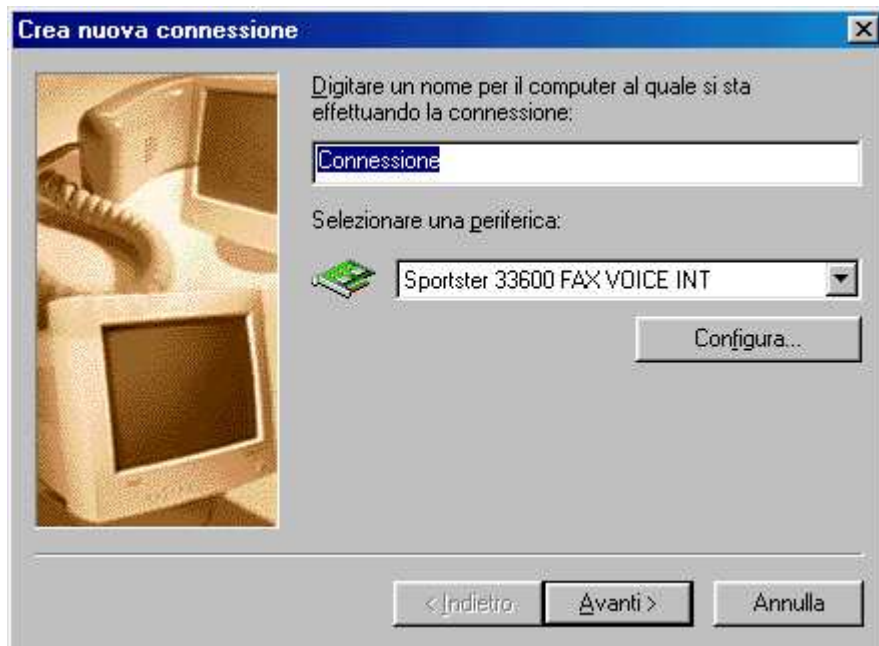 Crea nuova connessione
Digitare un nome per il computer al quale si sta
effettuando la connessione:
Connessione
Selezionare una periferica:
Sportster 33600 FAX VOICE INT
Configura...
< Indietro
Avanti >
Annulla